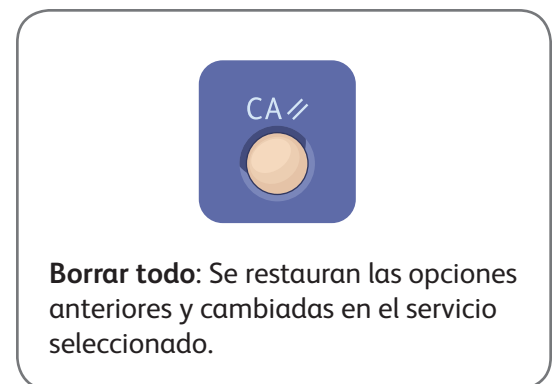 CA //
Borrar todo: Se restauran las opciones
anteriores y cambiadas en el servicio
seleccionado.